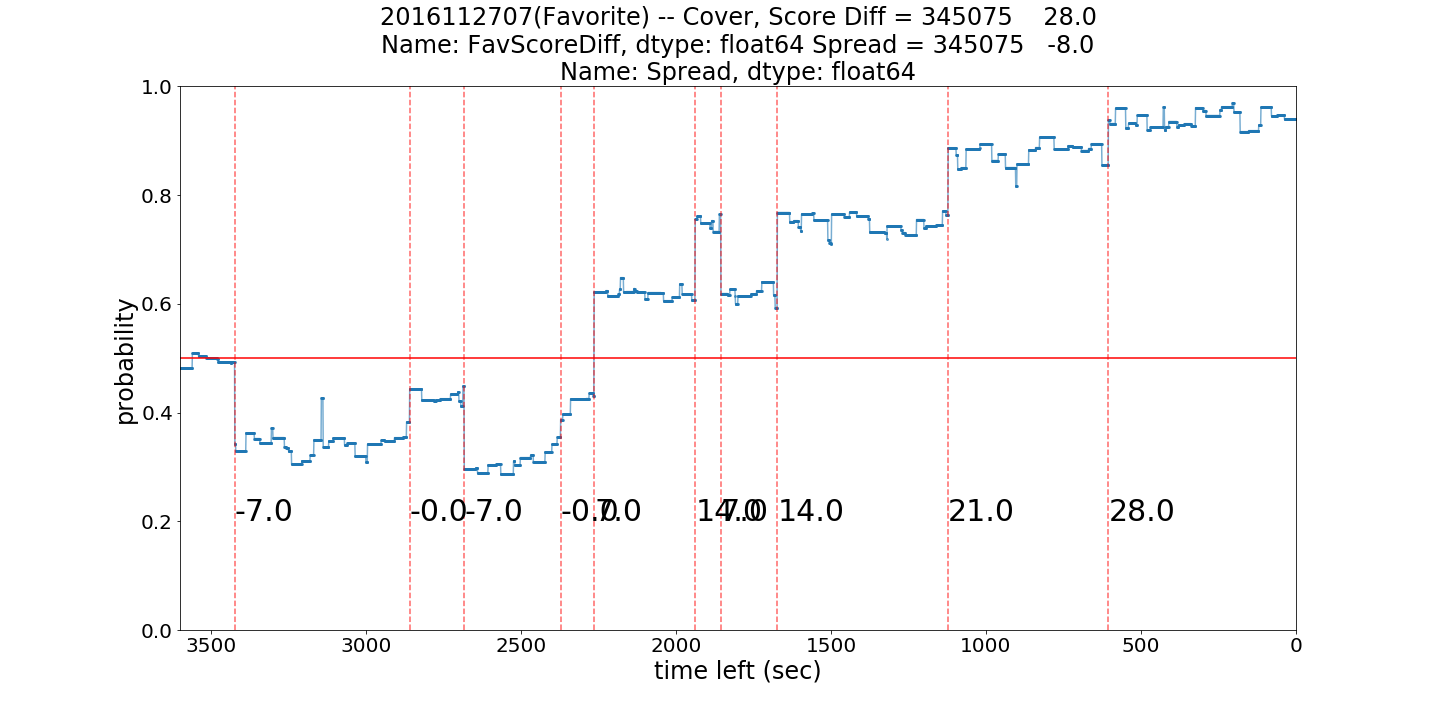 2016112707(Favorite) -- Cover, Score Diff = 345075    28.0
Name: FavScoreDiff, dtype: float64 Spread = 345075   -8.0
Name: Spread, dtype: float64
1.0
0.8
0.6
0.4
0.2
0.0
probability
-7.0 -0.0 -7.0 -0.0 7.0 14.0 7.0 14.0 21.0 28.0
3500 3000 2500 2000 1500 1000 500 0
time left (sec)